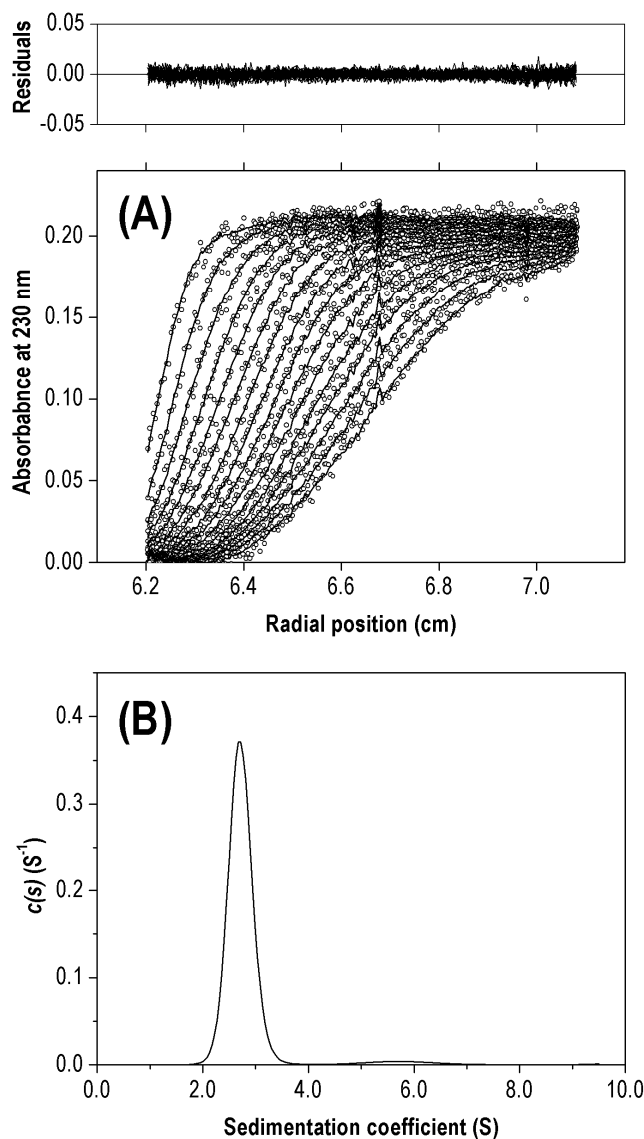 Residuals
0.05
0.00
-0.05
(A)
Absorbabnce at 230 nm
0.20
0.15
0.10
0.05
0.00
6.2 6.4 6.6 6.8 7.0
Radial position (cm)
(B)
c(s) (S⁻¹)
0.4
0.3
0.2
0.1
0.0
0.0 2.0 4.0 6.0 8.0 10.0
Sedimentation coefficient (S)